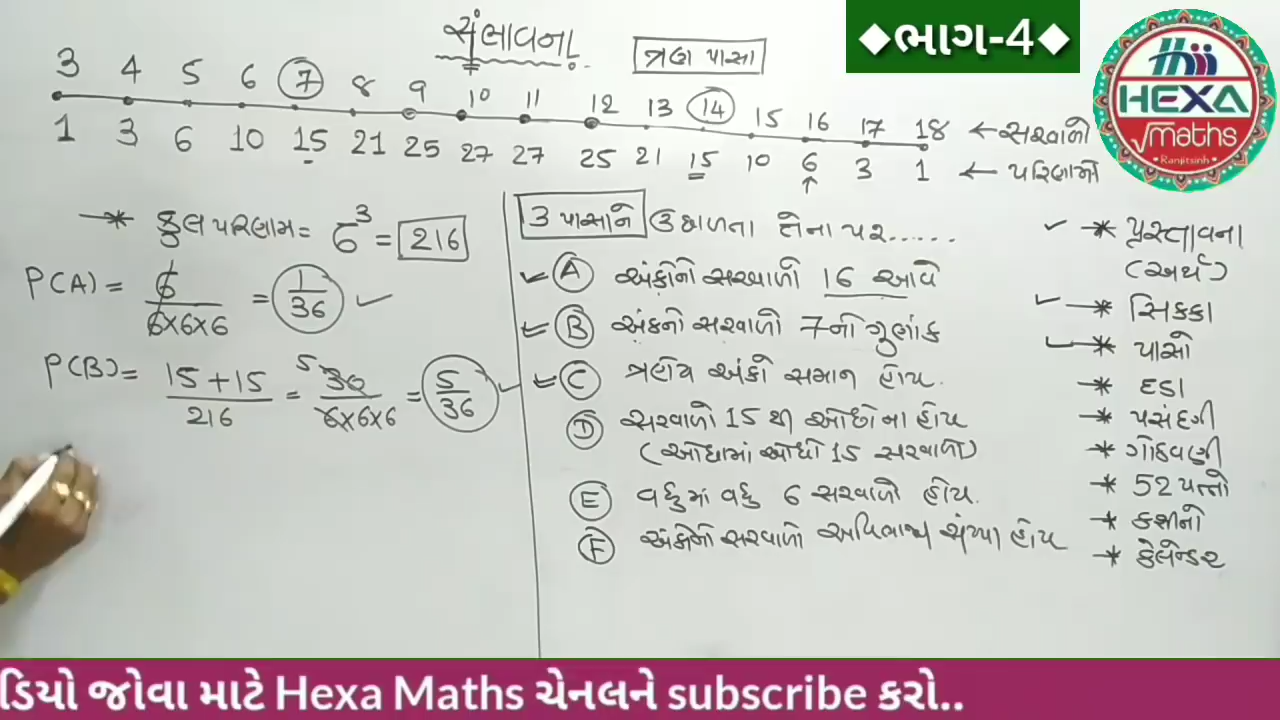 સંભાવના
ત્રણ પાસા
◆ભાગ-4◆
HEXA
maths
• Ranjitsinh •
3 4 5 6 7 8 9 10 11 12 13 14 15 16 17 18 ← સરવાળો
1 3 6 10 15 21 25 27 27 25 21 15 10 6 3 1 ← પરિણામો
* કુલ પરિણામ = 6³ = 216
P(A) = 6/6×6×6 = 1/36 ✓
P(B) = 15+15/216 = 5 30/6×6×6 = 5/36 ✓
3 પાસાને ઉછાળતા તેના પર......
✓ A અંકોનો સરવાળો 16 આવે
B અંકનો સરવાળો 7 નો ગુણાંક
C ત્રણેય અંકો સમાન હોય.
D સરવાળો 15 થી ઓછો ના હોય
(ઓછામાં ઓછો 15 સરવાળો)
E વધુમાં વધુ 6 સરવાળો હોય.
F અંકોનો સરવાળો અવિભાજ્ય સંખ્યા હોય
✓ * પ્રસ્તાવના
(અર્થ)
✓ * સિક્કા
✓ * પાસો
* દડા
* પસંદગી
* ગોઠવણી
* 52 પત્તો
* કેલેન્ડર
ડિયો જોવા માટે Hexa Maths ચેનલને subscribe કરો..